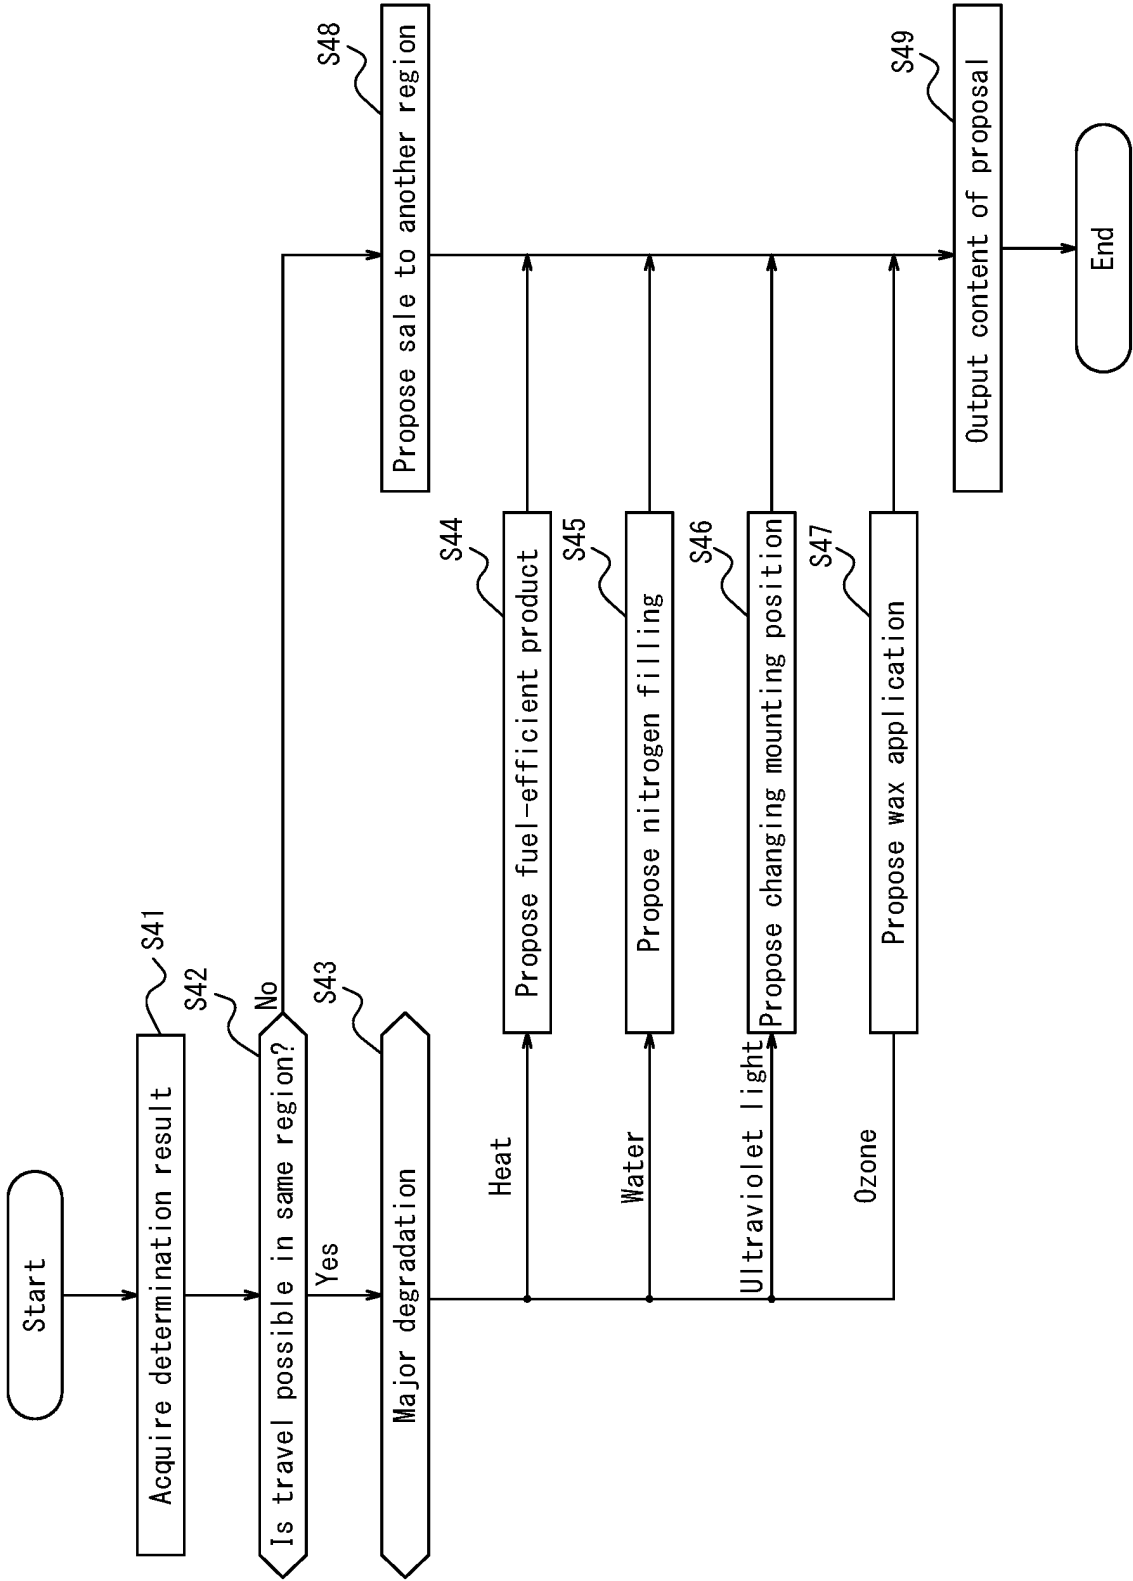 Start
S41
Acquire determination result
S42
Is travel possible in same region?
No
Yes
S43
Major degradation
S48
Propose sale to another region
Heat
S44
Propose fuel-efficient product
Water
S45
Propose nitrogen filling
Ultraviolet light
S46
Propose changing mounting position
Ozone
S47
Propose wax application
S49
Output content of proposal
End